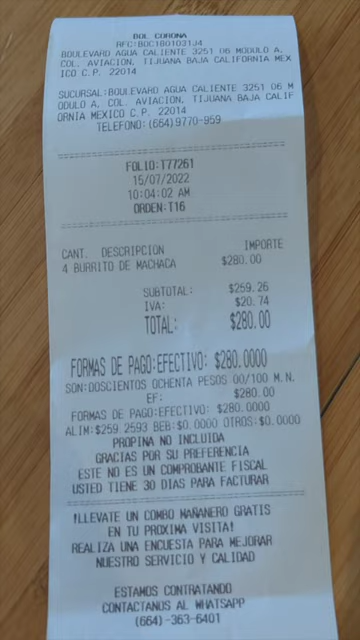 BOL CORONA
RFC:BOC1801031J4
BOULEVARD AGUA CALIENTE 3251 06 MODULO A.
COL. AVIACION, TIJUANA BAJA CALIFORNIA MEX
ICO C.P. 22014
SUCURSAL:BOULEVARD AGUA CALIENTE 3251 06 M
ODULO A, COL. AVIACION, TIJUANA BAJA CALIF
ORNIA MEXICO C.P. 22014
TELEFONO:(664)9770-959
FOLIO:T77261
15/07/2022
10:04:02 AM
ORDEN:T16
CANT. DESCRIPCION IMPORTE
4 BURRITO DE MACHACA $280.00
SUBTOTAL: $259.26
IVA: $20.74
TOTAL: $280.00
FORMAS DE PAGO:EFECTIVO: $280.0000
SON:DOSCIENTOS OCHENTA PESOS 00/100 M.N.
EF: $280.00
FORMAS DE PAGO:EFECTIVO: $280.0000
ALIM:$259.2593 BEB:$0.0000 OTROS:$0.0000
PROPINA NO INCLUIDA
GRACIAS POR SU PREFERENCIA
ESTE NO ES UN COMPROBANTE FISCAL
USTED TIENE 30 DIAS PARA FACTURAR
!LLEVATE UN COMBO MAÑANERO GRATIS
EN TU PROXIMA VISITA!
REALIZA UNA ENCUESTA PARA MEJORAR
NUESTRO SERVICIO Y CALIDAD
ESTAMOS CONTRATANDO
CONTACTANOS AL WHATSAPP
(664)-363-6401